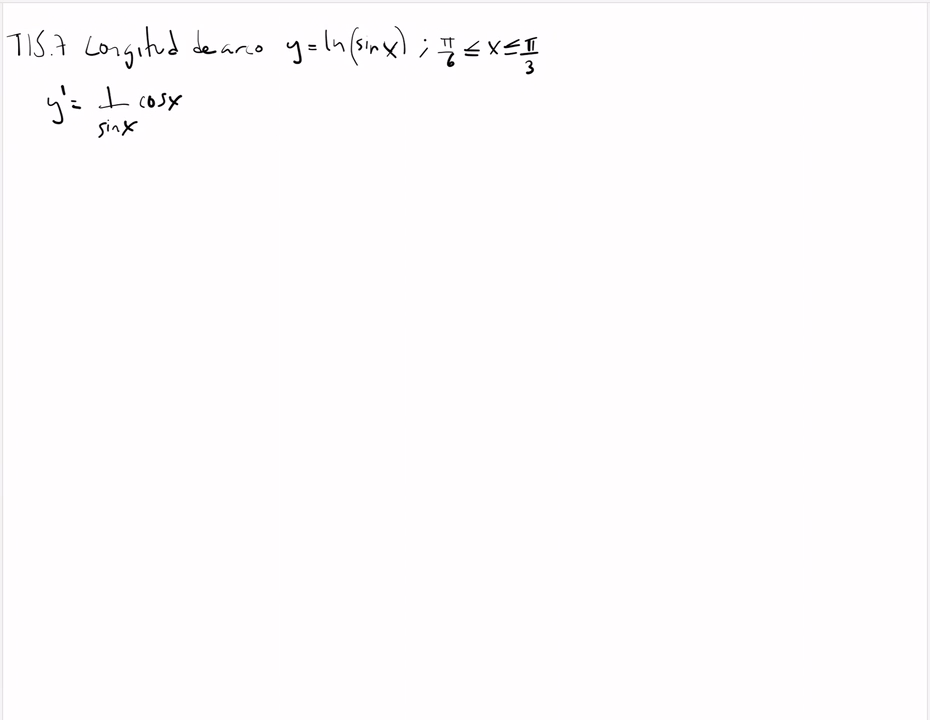 T15.7 Longitud de arco y = ln(sin x) ; π/6 ≤ x ≤ π/3
y' = 1/sin x cos x